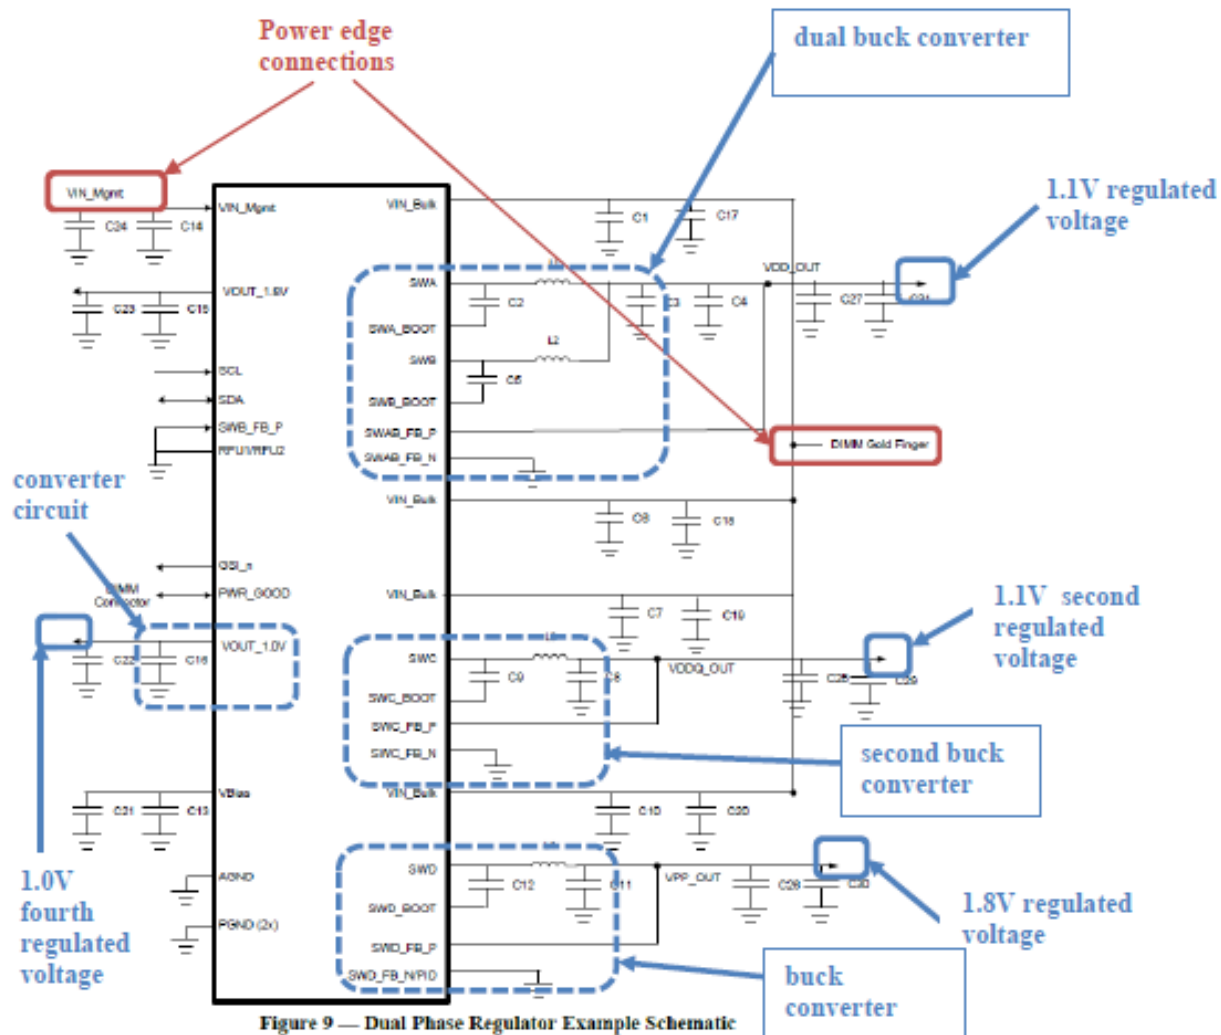 Power edge
connections
dual buck converter
1.1V regulated
voltage
VIN_Mgmt
VIN_Mgmt
C24
C14
VIN_Bulk
C1
C17
VOUT_1.8V
C23
C15
SWA
C2
SWA_BOOT
SWB
L2
SWB_BOOT
C3
C4
VDD_OUT
C27
SCL
SDA
SWB_FB_P
RFU1/RFU2
SWAB_FB_P
SWAB_FB_N
DIMM Gold Finger
converter
circuit
VIN_Bulk
C18
GSI_n
PWR_GOOD
DIMM
Connector
VIN_Bulk
C7
C19
1.1V second
regulated
voltage
VOUT_1.0V
C22
C16
SWC
C9
C8
VDDQ_OUT
C29
SWC_BOOT
SWC_FB_P
SWC_FB_N
second buck
converter
VBias
C21
C13
VIN_Bulk
C10
C20
1.0V
fourth
regulated
voltage
AGND
PGND (2x)
SWD
C12
C11
VPP_OUT
SWD_BOOT
SWD_FB_P
SWD_FB_N/PID
1.8V regulated
voltage
buck
converter
Figure 9 — Dual Phase Regulator Example Schematic